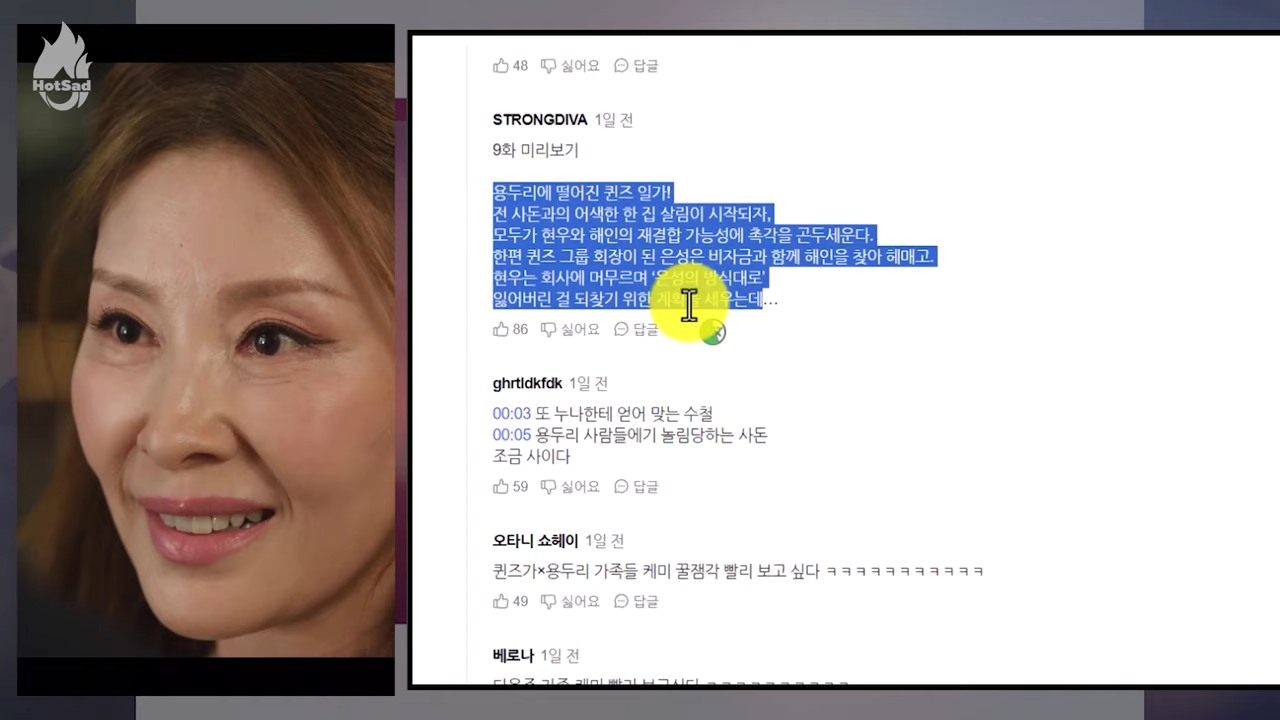 HotSad
48 싫어요 답글
STRONGDIVA 1일 전
9화 미리보기
용두리에 떨어진 퀸즈 일가!
전 사돈과의 어색한 한 집 살림이 시작되자,
모두가 현우와 해인의 재결합 가능성에 촉각을 곤두세운다.
한편 퀸즈 그룹 회장이 된 은성은 비자금과 함께 해인을 찾아 헤매고.
현우는 회사에 머무르며 ‘은성의 방식대로’
잃어버린 걸 되찾기 위한 계획을 세우는데…
86 싫어요 답글
ghrtldkfdk 1일 전
00:03 또 누나한테 얻어 맞는 수철
00:05 용두리 사람들에기 놀림당하는 사돈
조금 사이다
59 싫어요 답글
오타니 쇼헤이 1일 전
퀸즈가×용두리 가족들 케미 꿀잼각 빨리 보고 싶다 ㅋㅋㅋㅋㅋㅋㅋㅋㅋㅋㅋ
49 싫어요 답글
베로나 1일 전